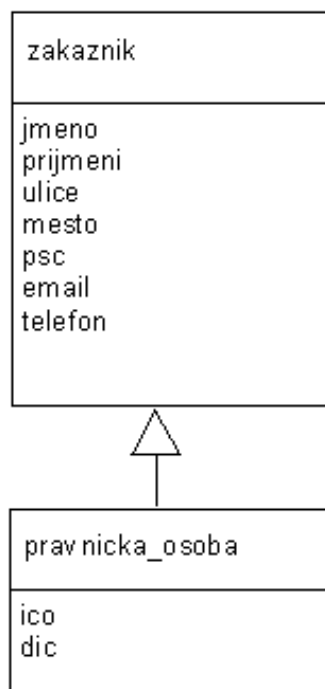 zakaznik
jmeno
prijmeni
ulice
mesto
psc
email
telefon
pravnicka_osoba
ico
dic